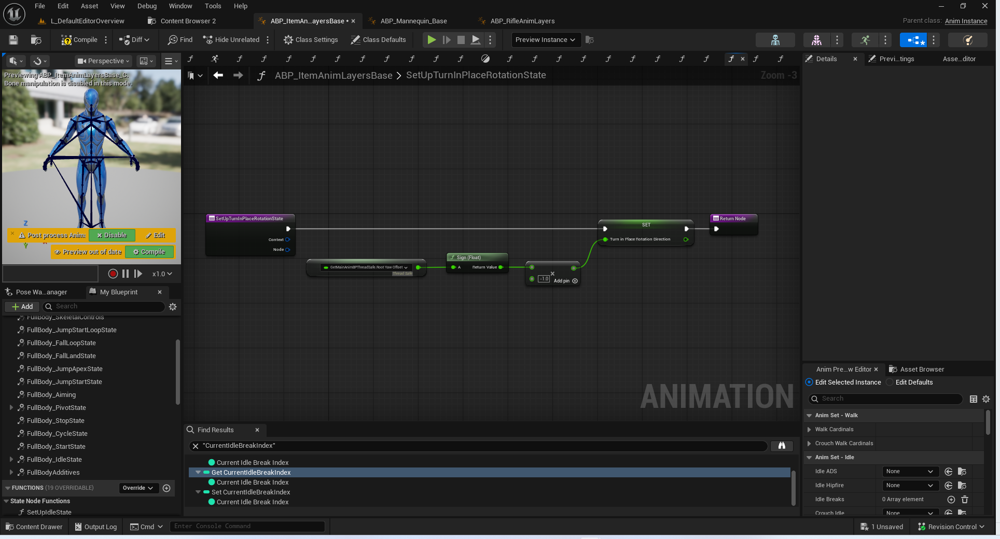 File Edit Asset View Debug Window Tools Help
L_DefaultEditorOverview Content Browser 2 ABP_ItemAn...ayersBase • ABP_Mannequin_Base ABP_RifleAnimLayers Parent class: Anim Instance
Compile Diff Find Hide Unrelated Class Settings Class Defaults Preview Instance
Perspective
Previewing ABP_ItemAnimLayersBase_C.
Bone manipulation is disabled in this mode.
ABP_ItemAnimLayersBase > SetUpTurnInPlaceRotationState
Zoom -3
Details Previ...tings Asse...ditor
Z
Y
Post process Anim Disable Edit
Preview out of date Compile
x1.0
SetUpTurnInPlaceRotationState
Context
Node
GetMainAnimBPThreadSafe.Root Yaw Offset
Thread Safe
Sign (Float)
A Return Value
-1.0
Add pin
SET
Turn in Place Rotation Direction
Return Node
ANIMATION
Pose Wa...anager My Blueprint
Add Search
FullBody_SkeletalControls
FullBody_JumpStartLoopState
FullBody_FallLoopState
FullBody_FallLandState
FullBody_JumpApexState
FullBody_JumpStartState
FullBody_Aiming
FullBody_PivotState
FullBody_StopState
FullBody_CycleState
FullBody_StartState
FullBody_IdleState
FullBodyAdditives
FUNCTIONS (19 OVERRIDABLE) Override
State Node Functions
SetUpIdleState
Find Results
"CurrentIdleBreakIndex"
Current Idle Break Index
Get CurrentIdleBreakIndex
Current Idle Break Index
Set CurrentIdleBreakIndex
Current Idle Break Index
Anim Pre...w Editor Asset Browser
Edit Selected Instance Edit Defaults
Search
Anim Set - Walk
Walk Cardinals
Crouch Walk Cardinals
Anim Set - Idle
Idle ADS None
Idle Hipfire None
Idle Breaks 0 Array element
Crouch Idle None
Content Drawer Output Log Cmd Enter Console Command 1 Unsaved Revision Control